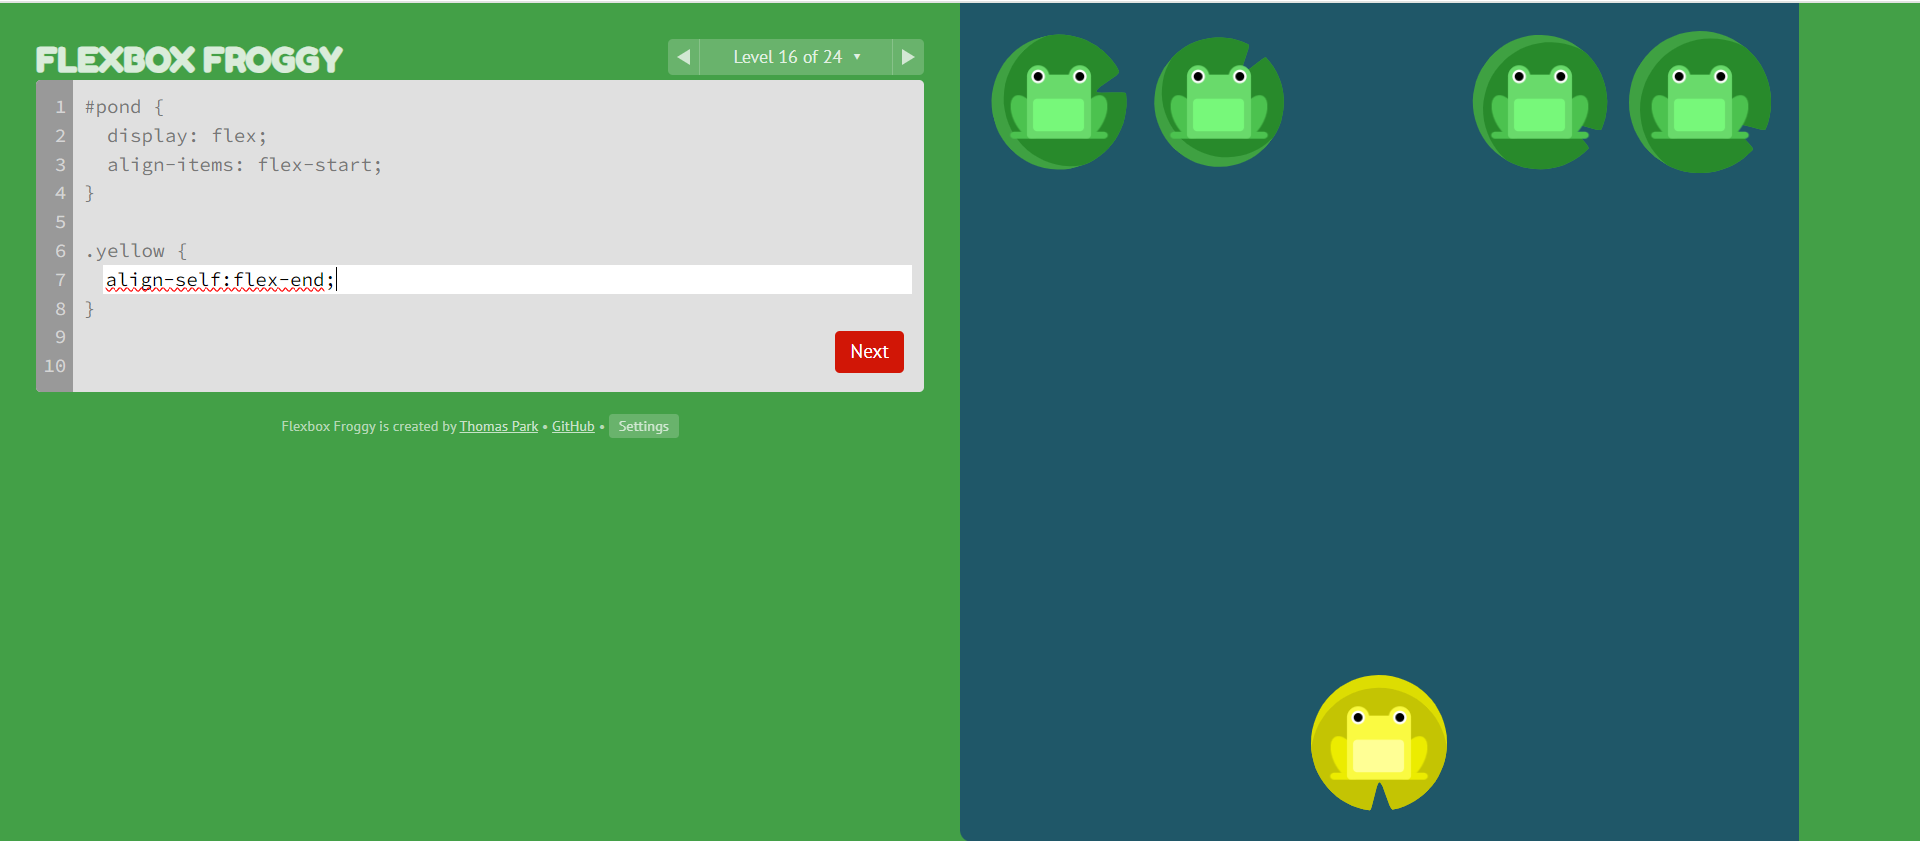 FLEXBOX FROGGY
◀ Level 16 of 24 ▾ ▶
1 #pond {
2   display: flex;
3   align-items: flex-start;
4 }
5
6 .yellow {
7   align-self:flex-end;
8 }
9
10
Next
Flexbox Froggy is created by Thomas Park • GitHub • Settings